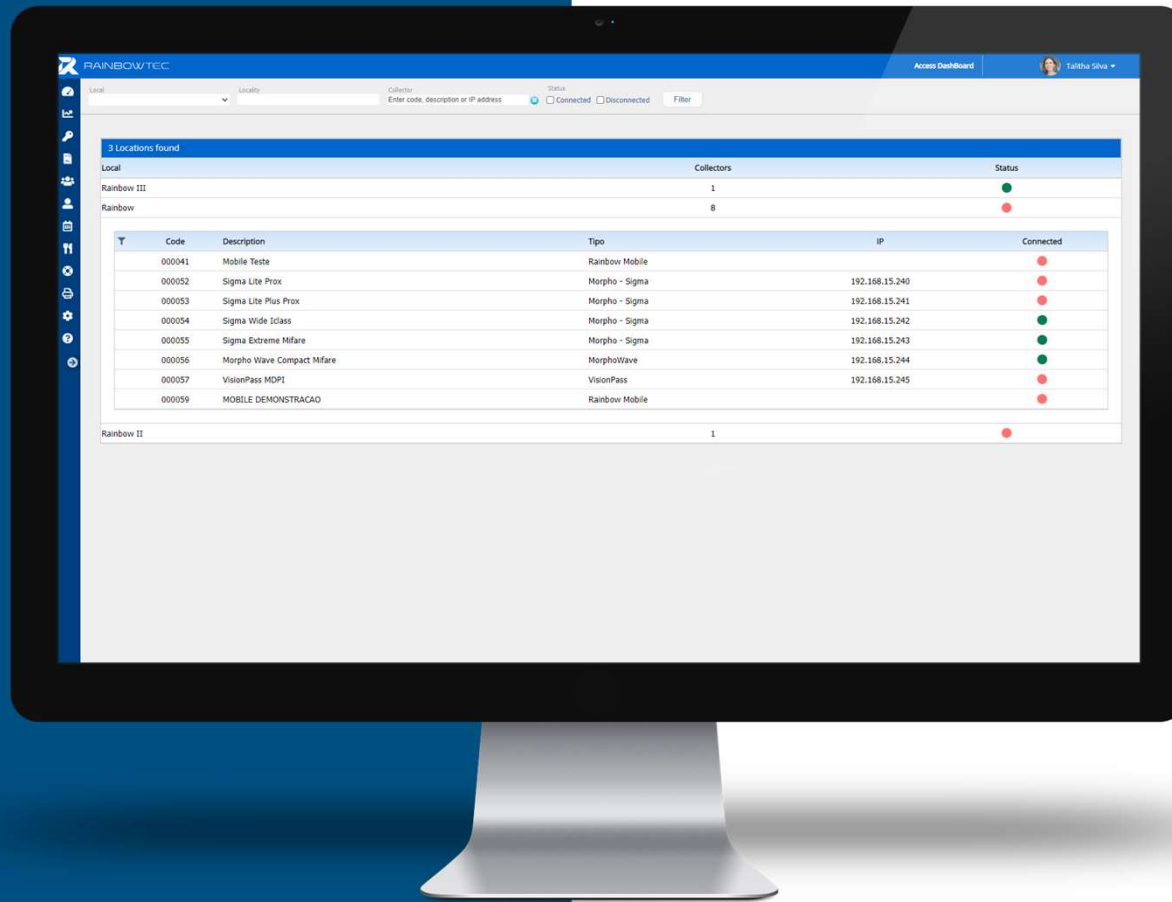 RAINBOWTEC
Access DashBoard
Talitha Silva
Local
Locality
Collector
Enter code, description or IP address
Status
Connected
Disconnected
Filter
3 Locations found
Local Collectors Status
Rainbow III 1
Rainbow 8
Code Description Tipo IP Connected
000041 Mobile Teste Rainbow Mobile
000052 Sigma Lite Prox Morpho - Sigma 192.168.15.240
000053 Sigma Lite Plus Prox Morpho - Sigma 192.168.15.241
000054 Sigma Wide Iclass Morpho - Sigma 192.168.15.242
000055 Sigma Extreme Mifare Morpho - Sigma 192.168.15.243
000056 Morpho Wave Compact Mifare MorphoWave 192.168.15.244
000057 VisionPass MDPI VisionPass 192.168.15.245
000059 MOBILE DEMONSTRACAO Rainbow Mobile
Rainbow II 1